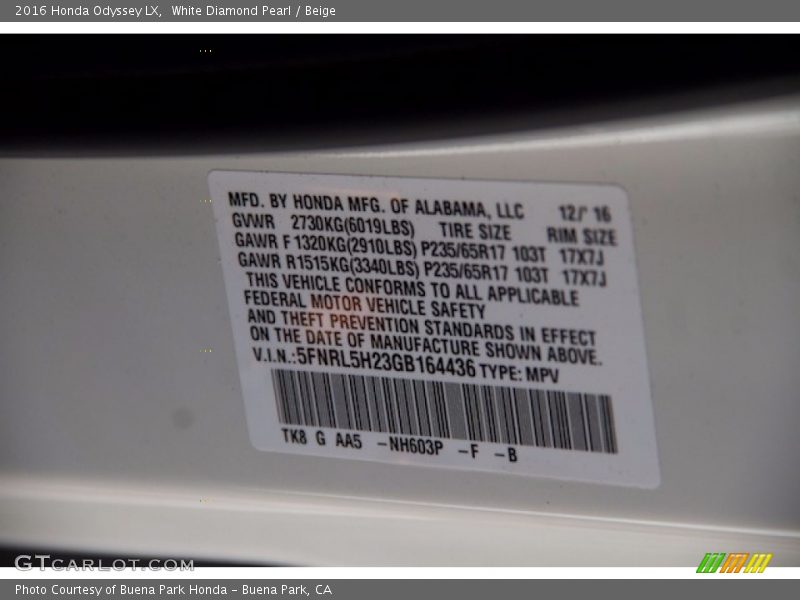 2016 Honda Odyssey LX, White Diamond Pearl / Beige
MFD. BY HONDA MFG. OF ALABAMA, LLC 12/ 16
GVWR 2730KG(6019LBS) TIRE SIZE RIM SIZE
GAWR F 1320KG(2910LBS) P235/65R17 103T 17X7J
GAWR R1515KG(3340LBS) P235/65R17 103T 17X7J
THIS VEHICLE CONFORMS TO ALL APPLICABLE
FEDERAL MOTOR VEHICLE SAFETY
AND THEFT PREVENTION STANDARDS IN EFFECT
ON THE DATE OF MANUFACTURE SHOWN ABOVE.
V.I.N.:5FNRL5H23GB164436 TYPE: MPV
TK8 G AA5 -NH603P -F -B
GTCARLOT.COM
Photo Courtesy of Buena Park Honda - Buena Park, CA